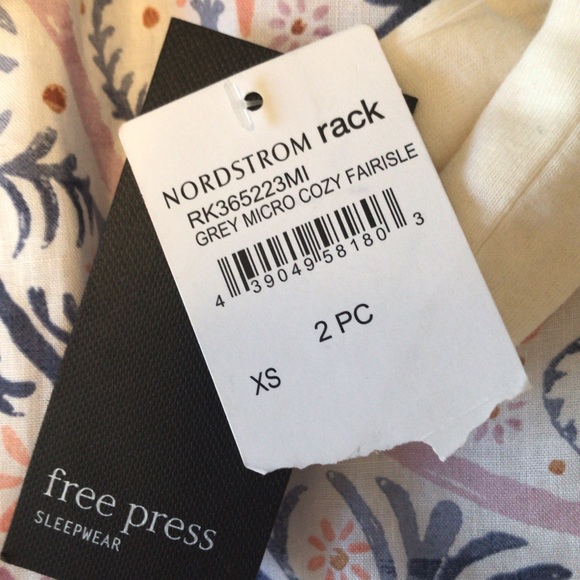 NORDSTROM rack
RK365223MI
GREY MICRO COZY FAIRISLE
4 39049 58180 3
2 PC
XS
free press
SLEEPWEAR